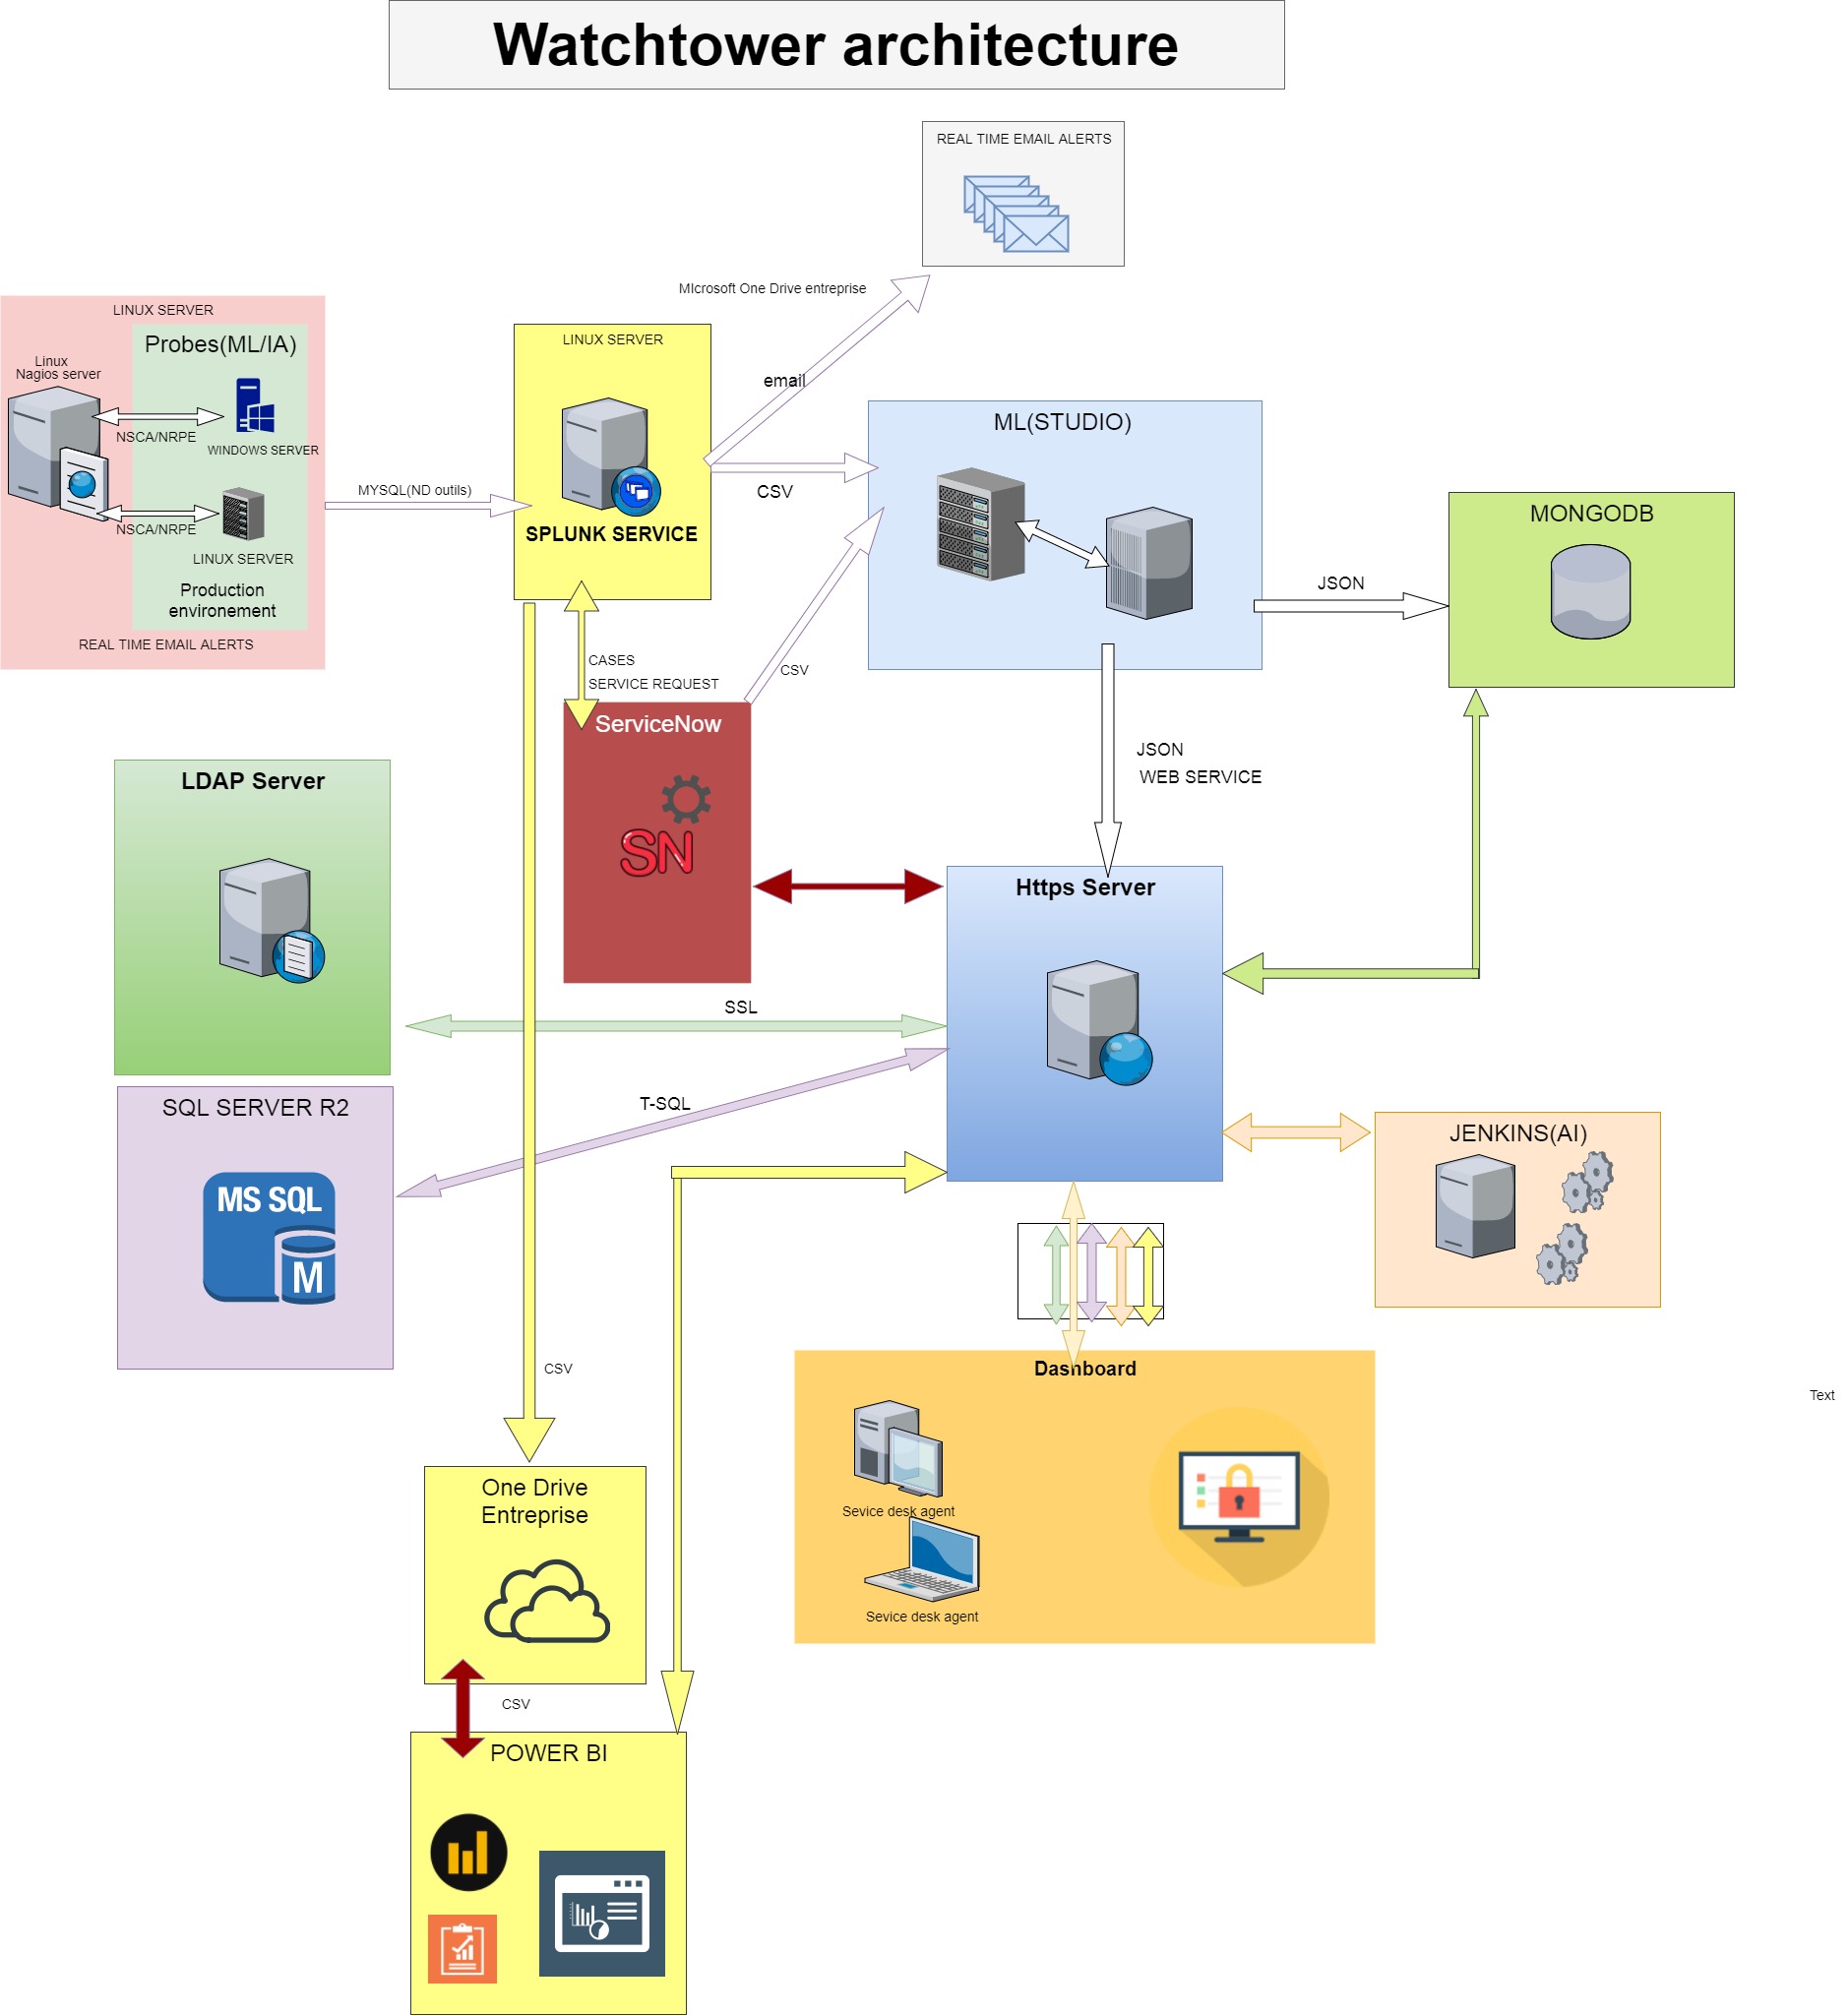 Watchtower architecture
REAL TIME EMAIL ALERTS
MIcrosoft One Drive entreprise
email
LINUX SERVER
Probes(ML/IA)
Linux
Nagios server
NSCA/NRPE
WINDOWS SERVER
NSCA/NRPE
LINUX SERVER
Production
environement
REAL TIME EMAIL ALERTS
MYSQL(ND outils)
LINUX SERVER
SPLUNK SERVICE
CSV
ML(STUDIO)
JSON
MONGODB
CASES
SERVICE REQUEST
CSV
ServiceNow
SN
JSON
WEB SERVICE
LDAP Server
Https Server
SSL
SQL SERVER R2
MS SQL
M
T-SQL
JENKINS(AI)
CSV
Dashboard
Sevice desk agent
Sevice desk agent
Text
One Drive
Entreprise
CSV
POWER BI